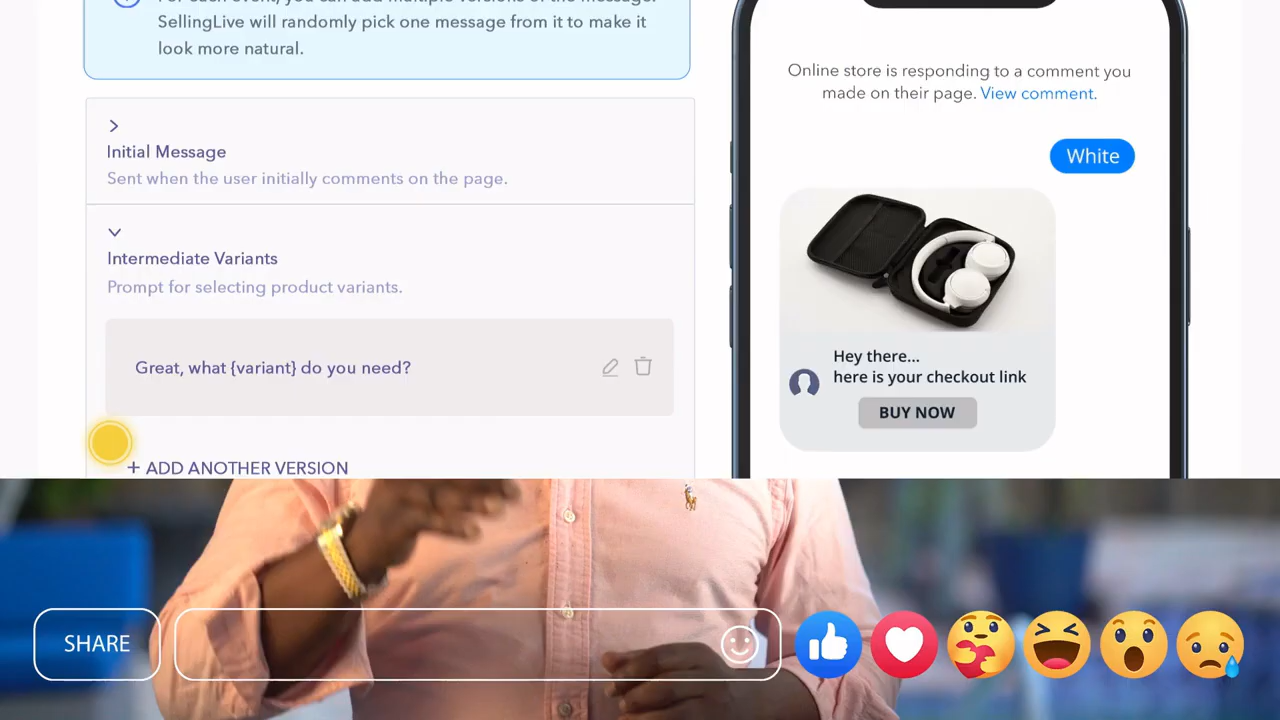 SellingLive will randomly pick one message from it to make it
look more natural.
Initial Message
Sent when the user initially comments on the page.
Intermediate Variants
Prompt for selecting product variants.
Great, what {variant} do you need?
+ ADD ANOTHER VERSION
Online store is responding to a comment you
made on their page. View comment.
White
Hey there...
here is your checkout link
BUY NOW
SHARE